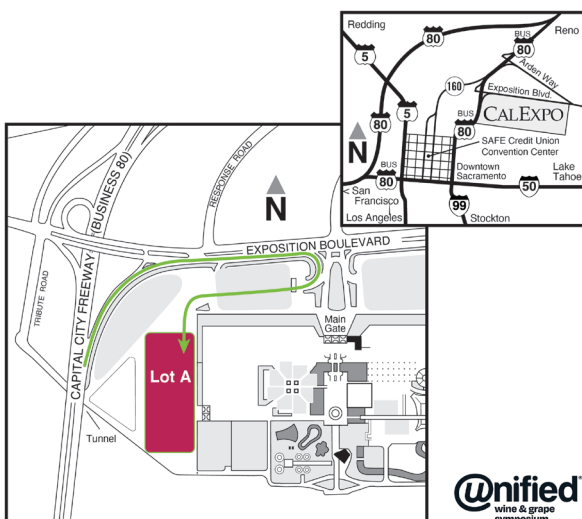 Redding
Reno
5
80
BUS
80
160
Arden Way
Exposition Blvd.
CALEXPO
5
BUS
80
80
N
SAFE Credit Union
Convention Center
BUS
80
Downtown
Sacramento
Lake
Tahoe
50
< San
Francisco
Los Angeles
99
Stockton
CAPITAL CITY FREEWAY (BUSINESS 80)
RESPONSE ROAD
N
EXPOSITION BOULEVARD
TRIBUTE ROAD
Main
Gate
Lot A
Tunnel
unified
wine & grape
symposium